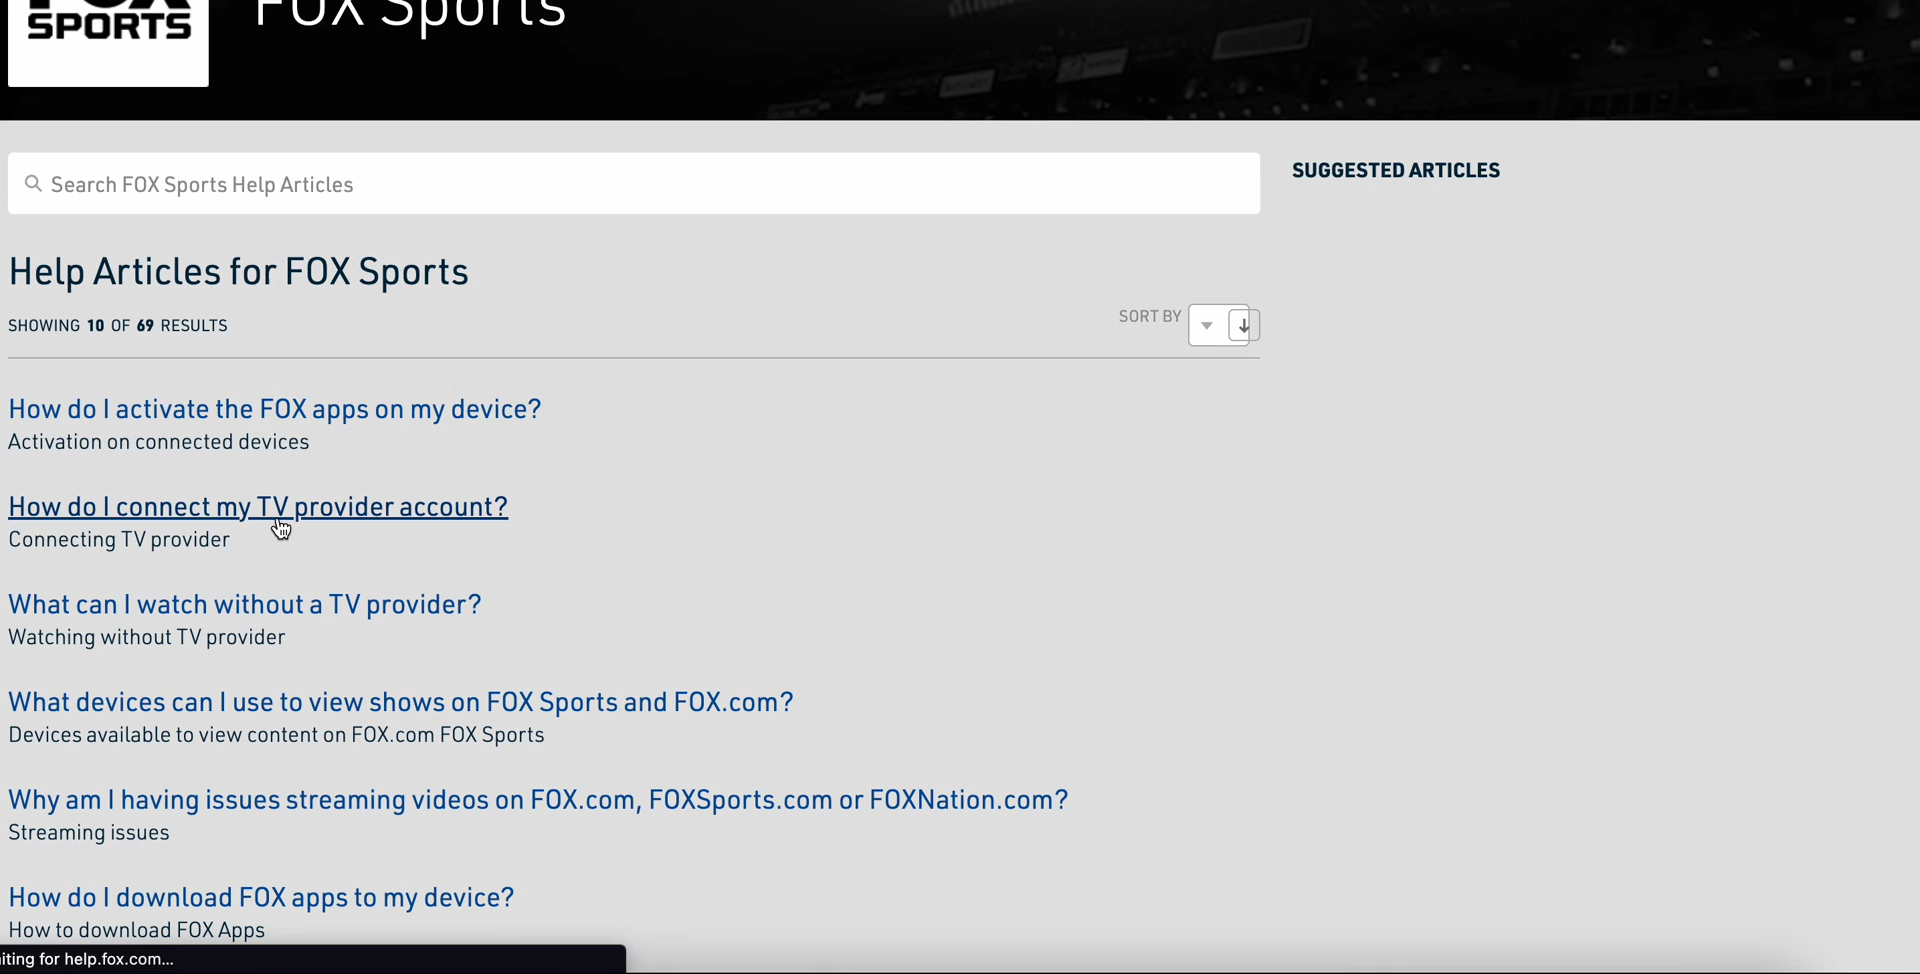 FOX Sports
SPORTS
Search FOX Sports Help Articles
SUGGESTED ARTICLES
Help Articles for FOX Sports
SHOWING 10 OF 69 RESULTS
SORT BY
How do I activate the FOX apps on my device?
Activation on connected devices
How do I connect my TV provider account?
Connecting TV provider
What can I watch without a TV provider?
Watching without TV provider
What devices can I use to view shows on FOX Sports and FOX.com?
Devices available to view content on FOX.com FOX Sports
Why am I having issues streaming videos on FOX.com, FOXSports.com or FOXNation.com?
Streaming issues
How do I download FOX apps to my device?
How to download FOX Apps
iting for help.fox.com...